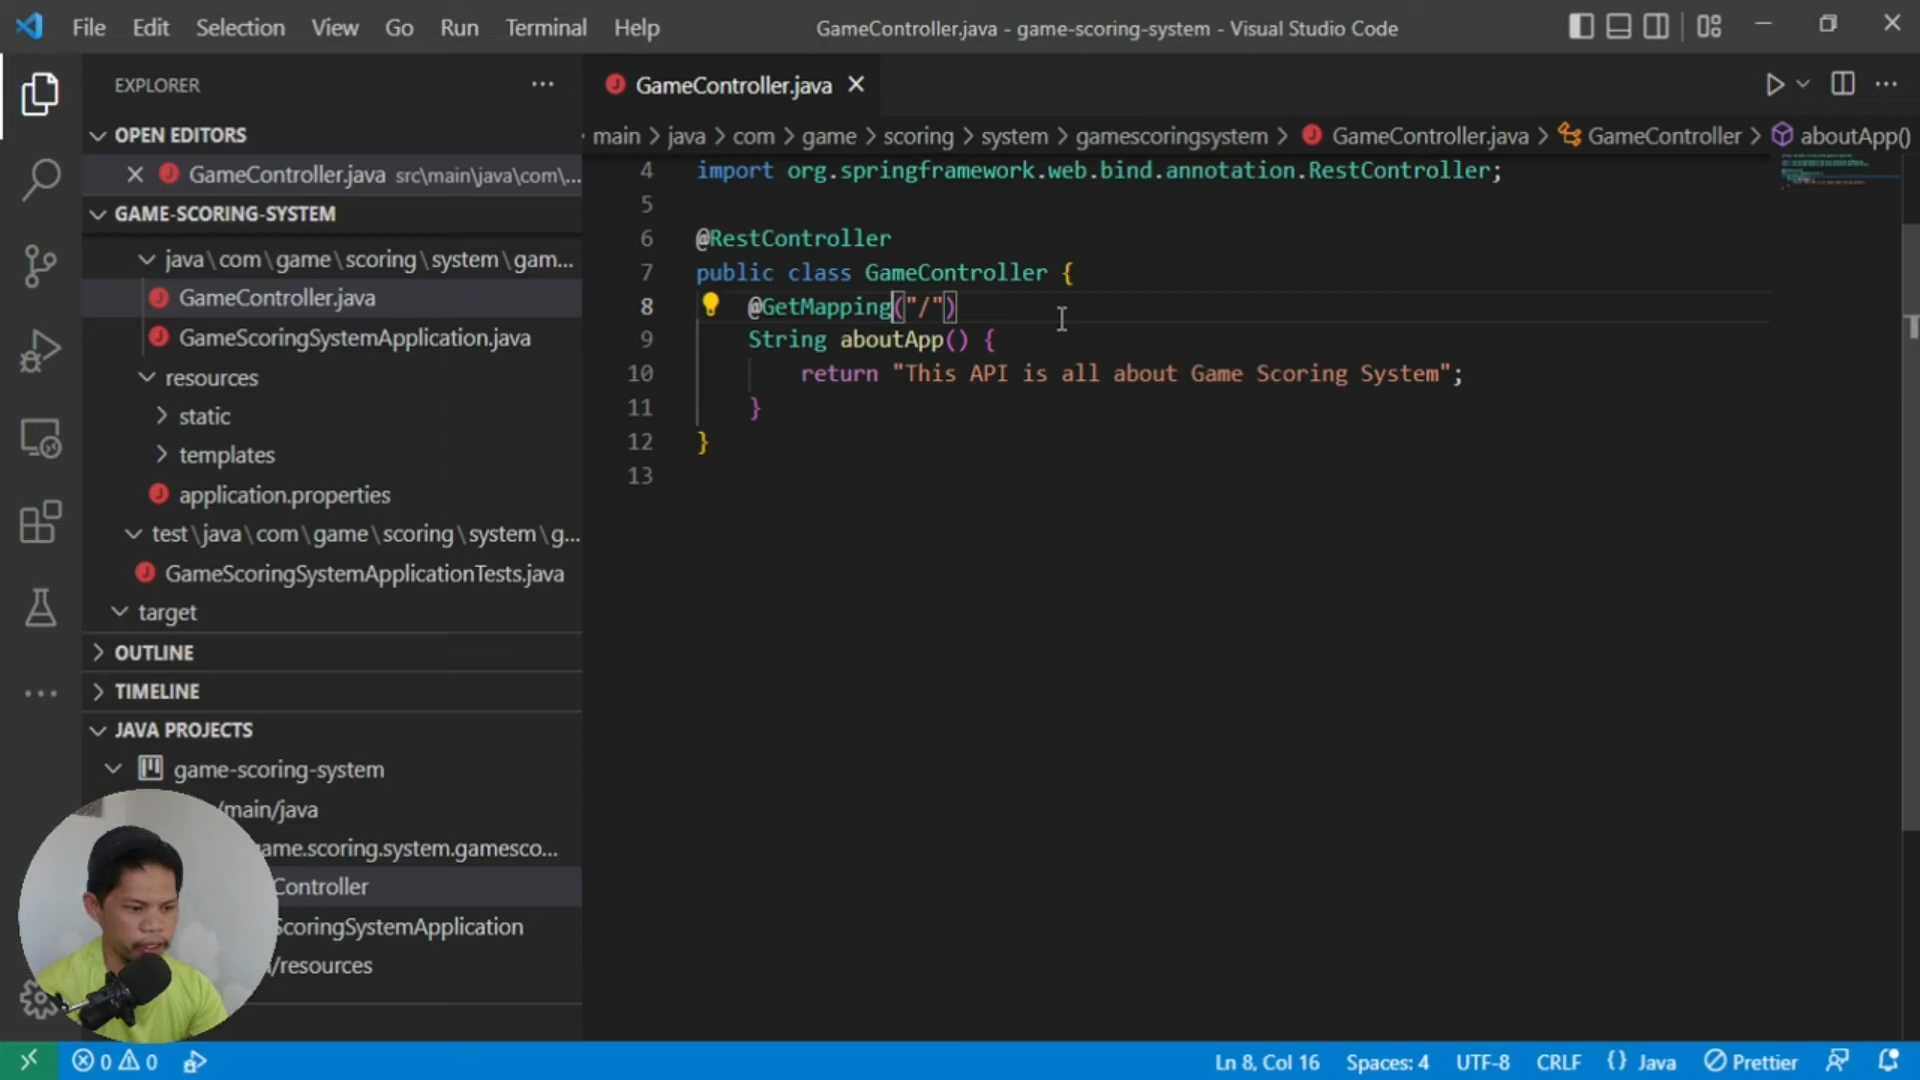 File Edit Selection View Go Run Terminal Help
GameController.java - game-scoring-system - Visual Studio Code
EXPLORER
OPEN EDITORS
GameController.java src\main\java\com\...
GAME-SCORING-SYSTEM
java\com\game\scoring\system\gam...
GameController.java
GameScoringSystemApplication.java
resources
static
templates
application.properties
test\java\com\game\scoring\system\g...
GameScoringSystemApplicationTests.java
target
OUTLINE
TIMELINE
JAVA PROJECTS
game-scoring-system
/main/java
ame.scoring.system.gamesco...
Controller
ScoringSystemApplication
/resources
GameController.java
main > java > com > game > scoring > system > gamescoringsystem > GameController.java > GameController > aboutApp()
4 import org.springframework.web.bind.annotation.RestController;
5
6 @RestController
7 public class GameController {
8 @GetMapping("/")
9 String aboutApp() {
10 return "This API is all about Game Scoring System";
11 }
12 }
13
0 0
Ln 8, Col 16 Spaces: 4 UTF-8 CRLF {} Java Prettier